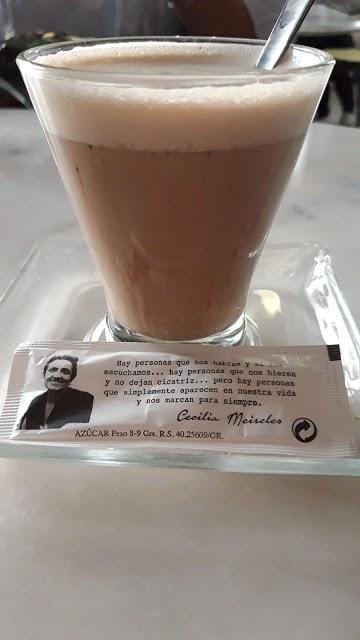 Hay personas que nos hablan y ni
escuchamos... hay personas que nos hieren
y no dejan cicatriz... pero hay personas
que simplemente aparecen en nuestra vida
y nos marcan para siempre.
Cecilia Meireles
AZÚCAR Peso 8-9 Grs. R.S. 40.25609/GR.